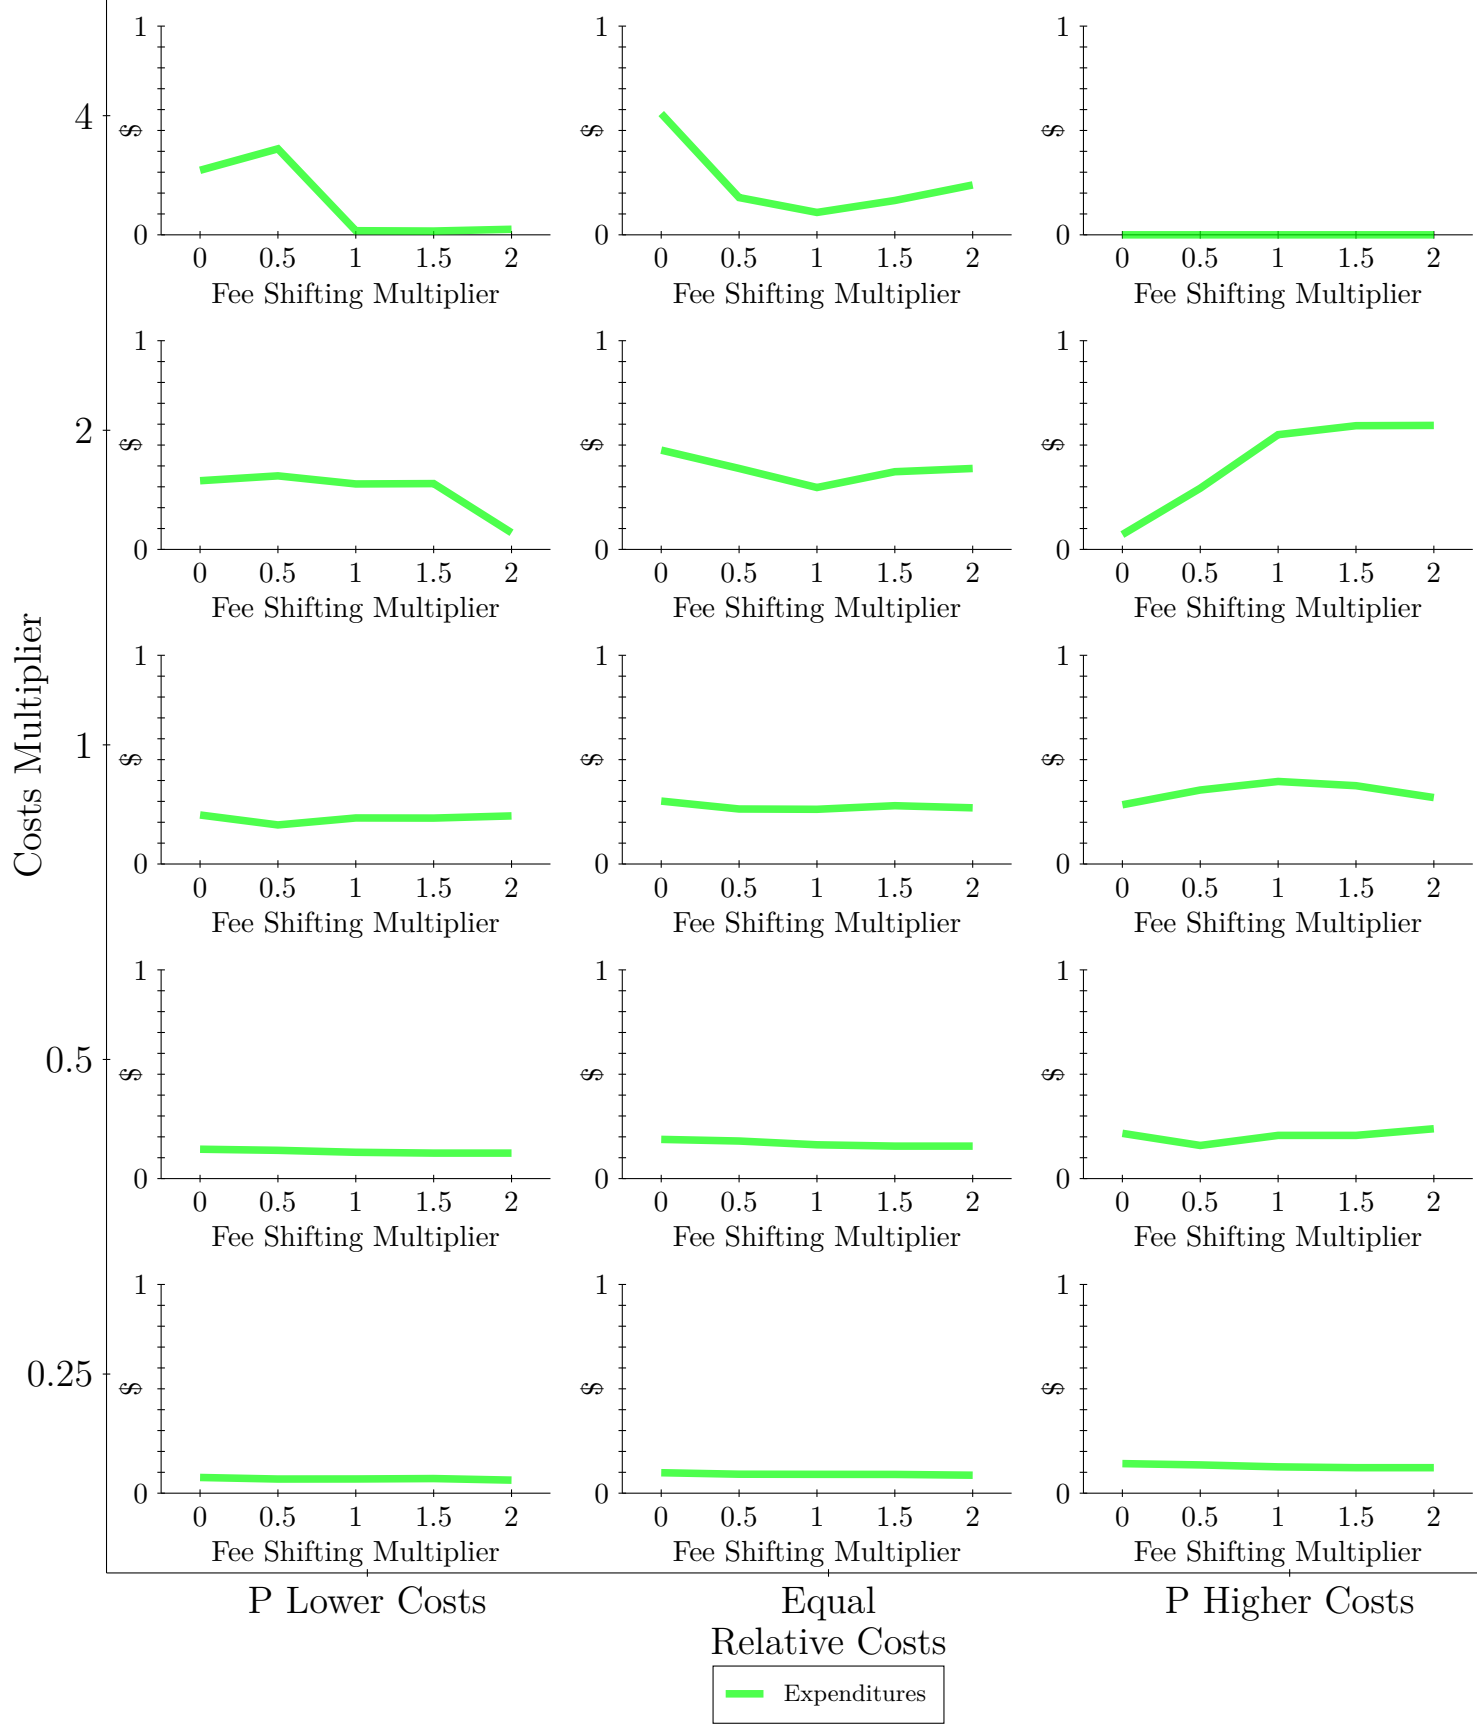 1 1 1
4 $ $ $
0 0 0
0 0.5 1 1.5 2 0 0.5 1 1.5 2 0 0.5 1 1.5 2
Fee Shifting Multiplier Fee Shifting Multiplier Fee Shifting Multiplier
1 1 1
2 $ $ $
0 0 0
0 0.5 1 1.5 2 0 0.5 1 1.5 2 0 0.5 1 1.5 2
Fee Shifting Multiplier Fee Shifting Multiplier Fee Shifting Multiplier
Costs Multiplier
1 1 1
1 $ $ $
0 0 0
0 0.5 1 1.5 2 0 0.5 1 1.5 2 0 0.5 1 1.5 2
Fee Shifting Multiplier Fee Shifting Multiplier Fee Shifting Multiplier
1 1 1
0.5 $ $ $
0 0 0
0 0.5 1 1.5 2 0 0.5 1 1.5 2 0 0.5 1 1.5 2
Fee Shifting Multiplier Fee Shifting Multiplier Fee Shifting Multiplier
1 1 1
0.25 $ $ $
0 0 0
0 0.5 1 1.5 2 0 0.5 1 1.5 2 0 0.5 1 1.5 2
Fee Shifting Multiplier Fee Shifting Multiplier Fee Shifting Multiplier
P Lower Costs Equal P Higher Costs
Relative Costs
Expenditures